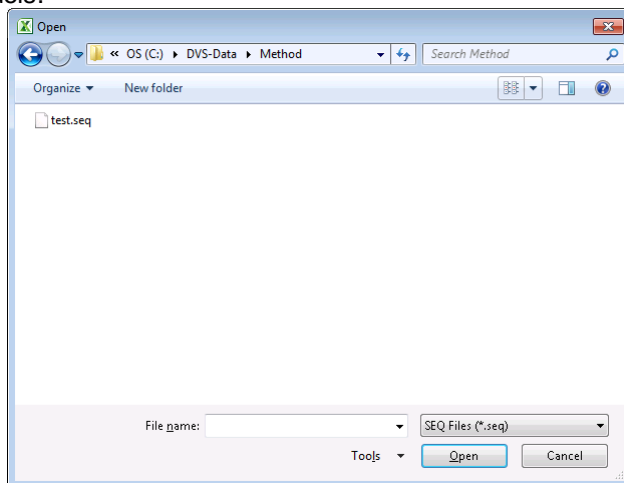 Open
« OS (C:) ▸ DVS-Data ▸ Method
Search Method
Organize ▾ New folder
test.seq
File name:
SEQ Files (*.seq)
Tools
Open
Cancel